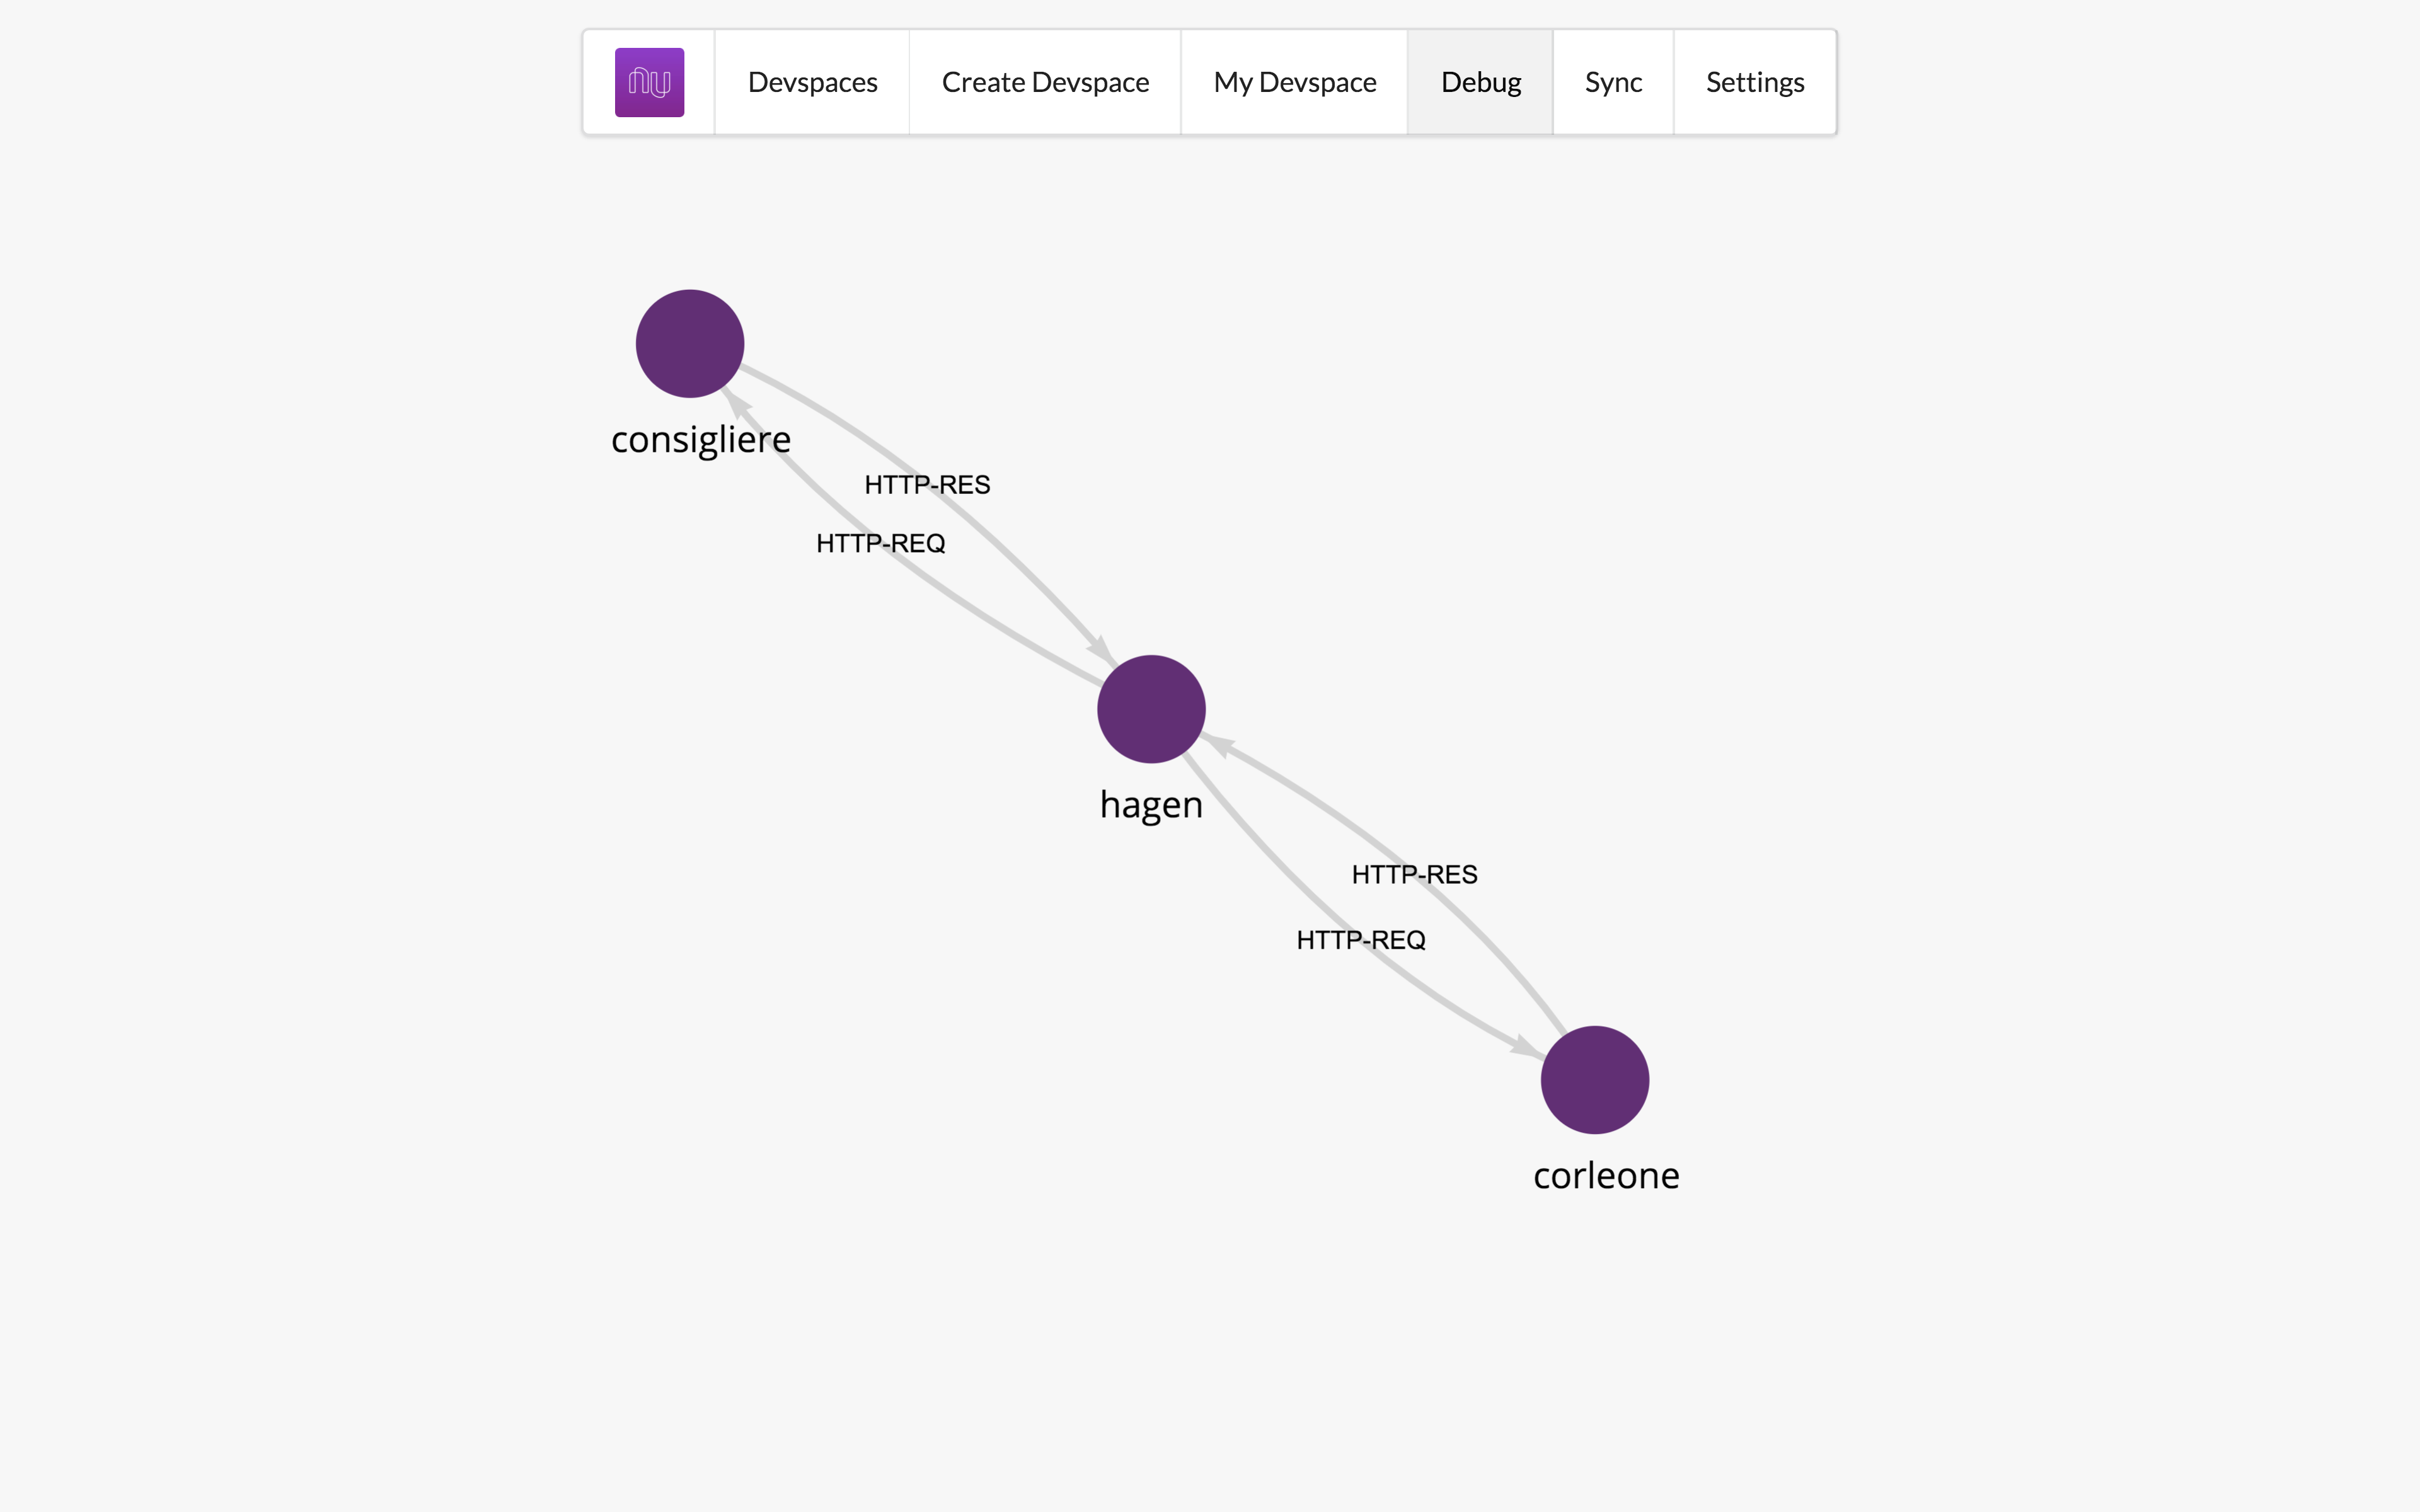 nu
Devspaces
Create Devspace
My Devspace
Debug
Sync
Settings
consigliere
HTTP-RES
HTTP-REQ
hagen
HTTP-RES
HTTP-REQ
corleone